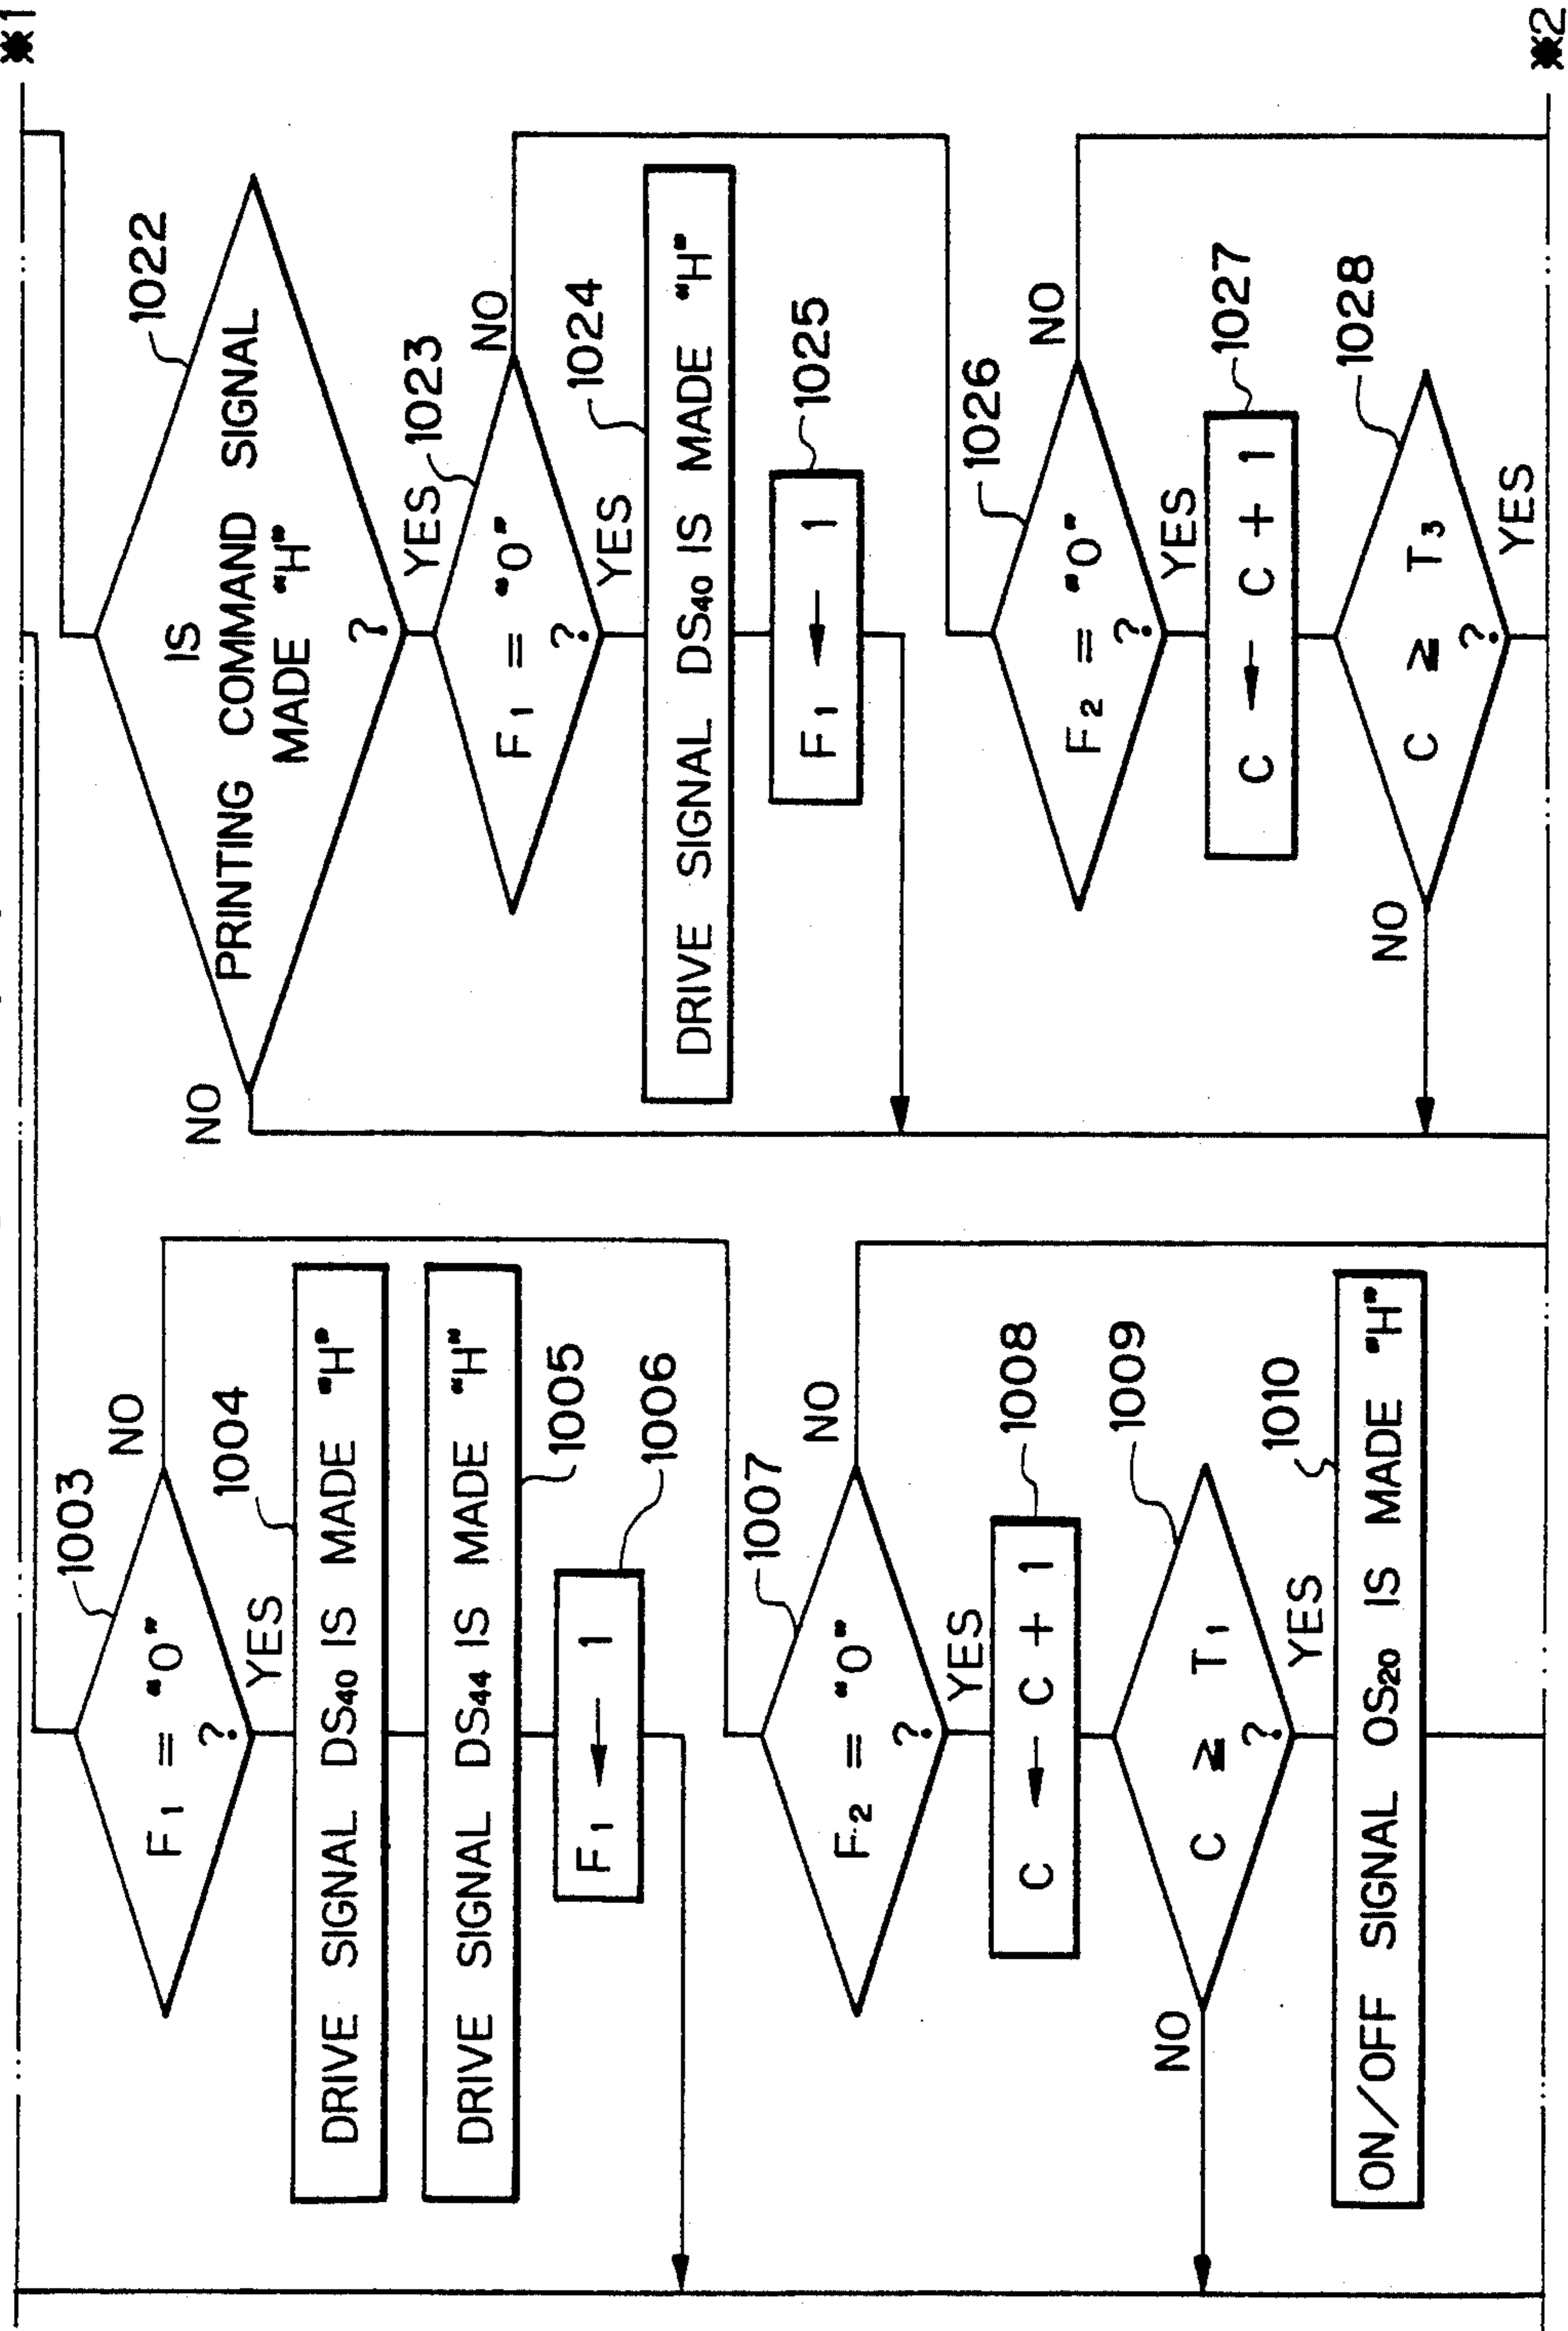 ※1
1003
F1 = "0"
?
NO
YES
1004
DRIVE SIGNAL DS40 IS MADE "H"
DRIVE SIGNAL DS44 IS MADE "H"
1005
F1 ← 1
1006
1007
F2 = "0"
?
NO
YES
C ← C + 1
1008
1009
C ≧ T1
?
NO
YES
1010
ON/OFF SIGNAL OS20 IS MADE "H"
1022
IS
PRINTING COMMAND SIGNAL
MADE "H"
?
NO
YES
1023
F1 = "0"
?
NO
YES
1024
DRIVE SIGNAL DS40 IS MADE "H"
1025
F1 ← 1
1026
F2 = "0"
?
NO
YES
1027
C ← C + 1
1028
C ≧ T3
?
NO
YES
※2